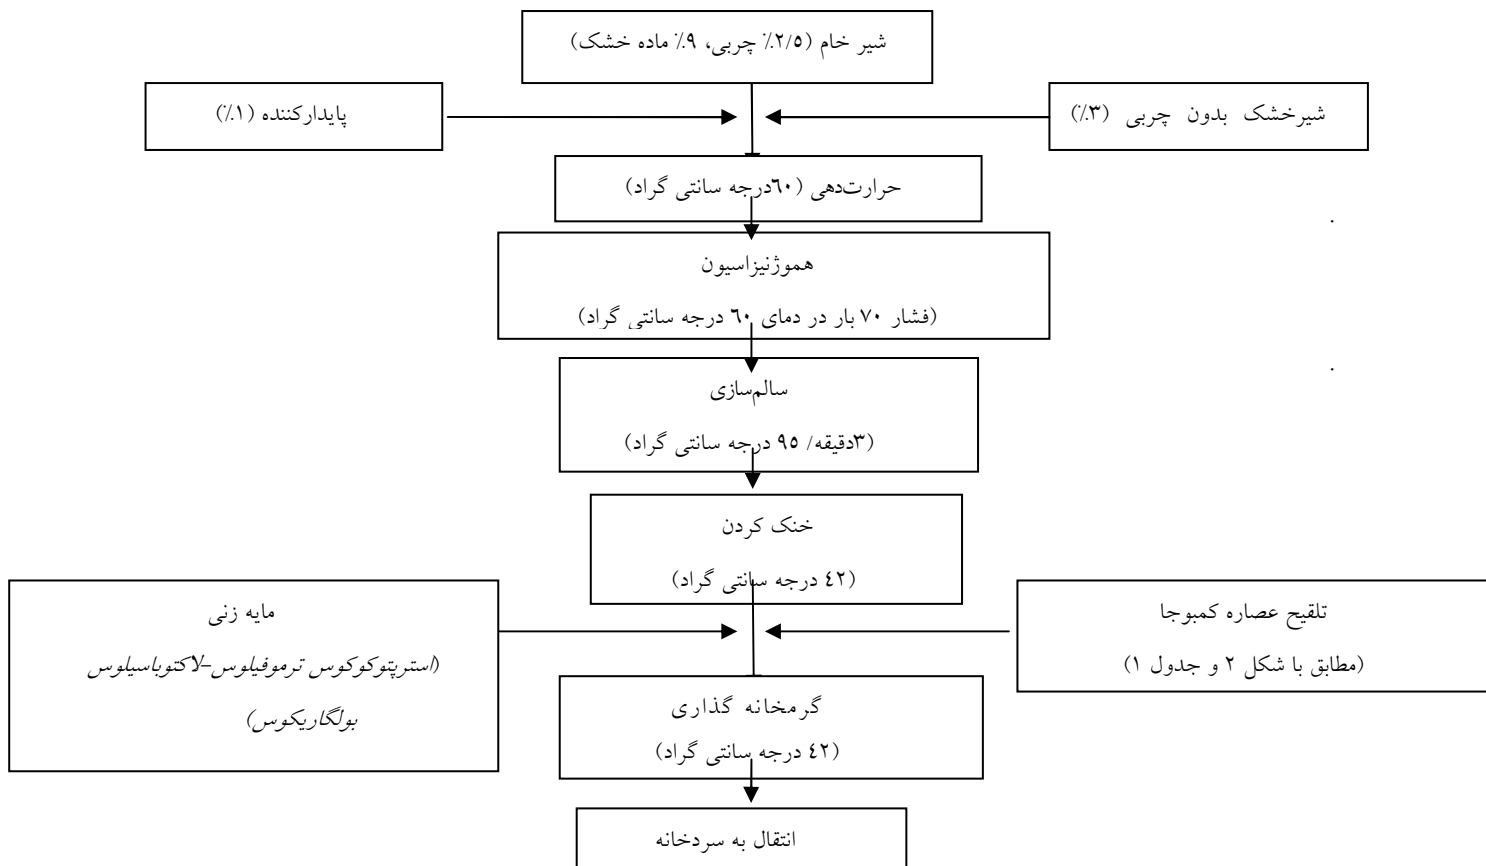 شیر خام (۲/۵٪ چربی، ۹٪ ماده خشک)
شیرخشک بدون چربی (۳٪)
پایدارکننده (۱٪)
حرارت‌دهی (۶۰درجه سانتی گراد)
هموژنیزاسیون
(فشار ۷۰ بار در دمای ۶۰ درجه سانتی گراد)
سالم‌سازی
(۳دقیقه/ ۹۵ درجه سانتی گراد)
خنک کردن
(٤۲ درجه سانتی گراد)
تلقیح عصاره کمبوجا
(مطابق با شکل ۲ و جدول ۱)
مایه زنی
(استرپتوکوکوس ترموفیلوس-لاکتوباسیلوس
بولگاریکوس)
گرمخانه گذاری
(٤۲ درجه سانتی گراد)
انتقال به سردخانه